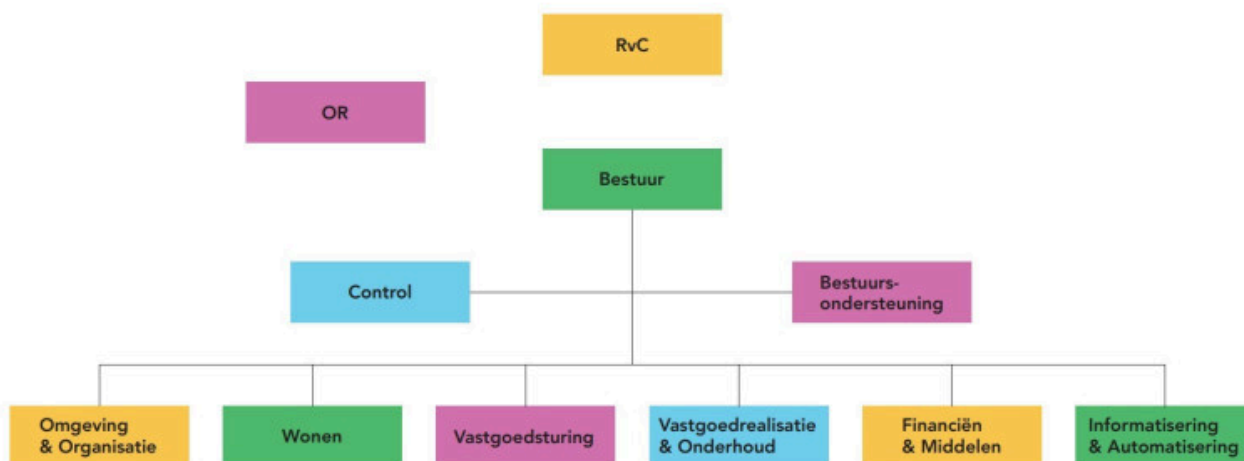 RvC
OR
Bestuur
Control
Bestuurs-
ondersteuning
Omgeving
& Organisatie
Wonen
Vastgoedsturing
Vastgoedrealisatie
& Onderhoud
Financiën
& Middelen
Informatisering
& Automatisering